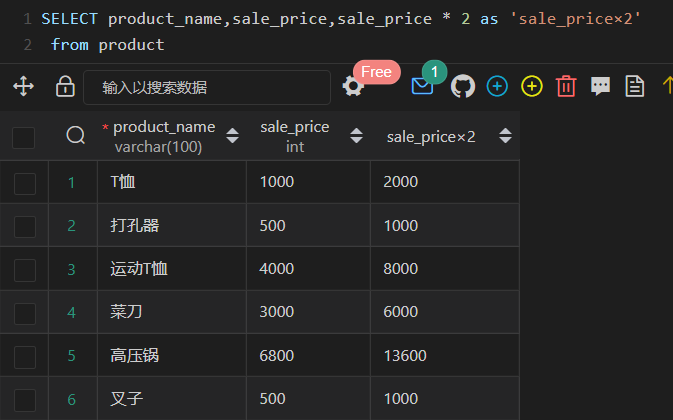 1 SELECT product_name,sale_price,sale_price * 2 as 'sale_price×2'
2 from product
输入以搜索数据 Free 1
* product_name sale_price sale_price×2
varchar(100) int
1 T恤 1000 2000
2 打孔器 500 1000
3 运动T恤 4000 8000
4 菜刀 3000 6000
5 高压锅 6800 13600
6 叉子 500 1000